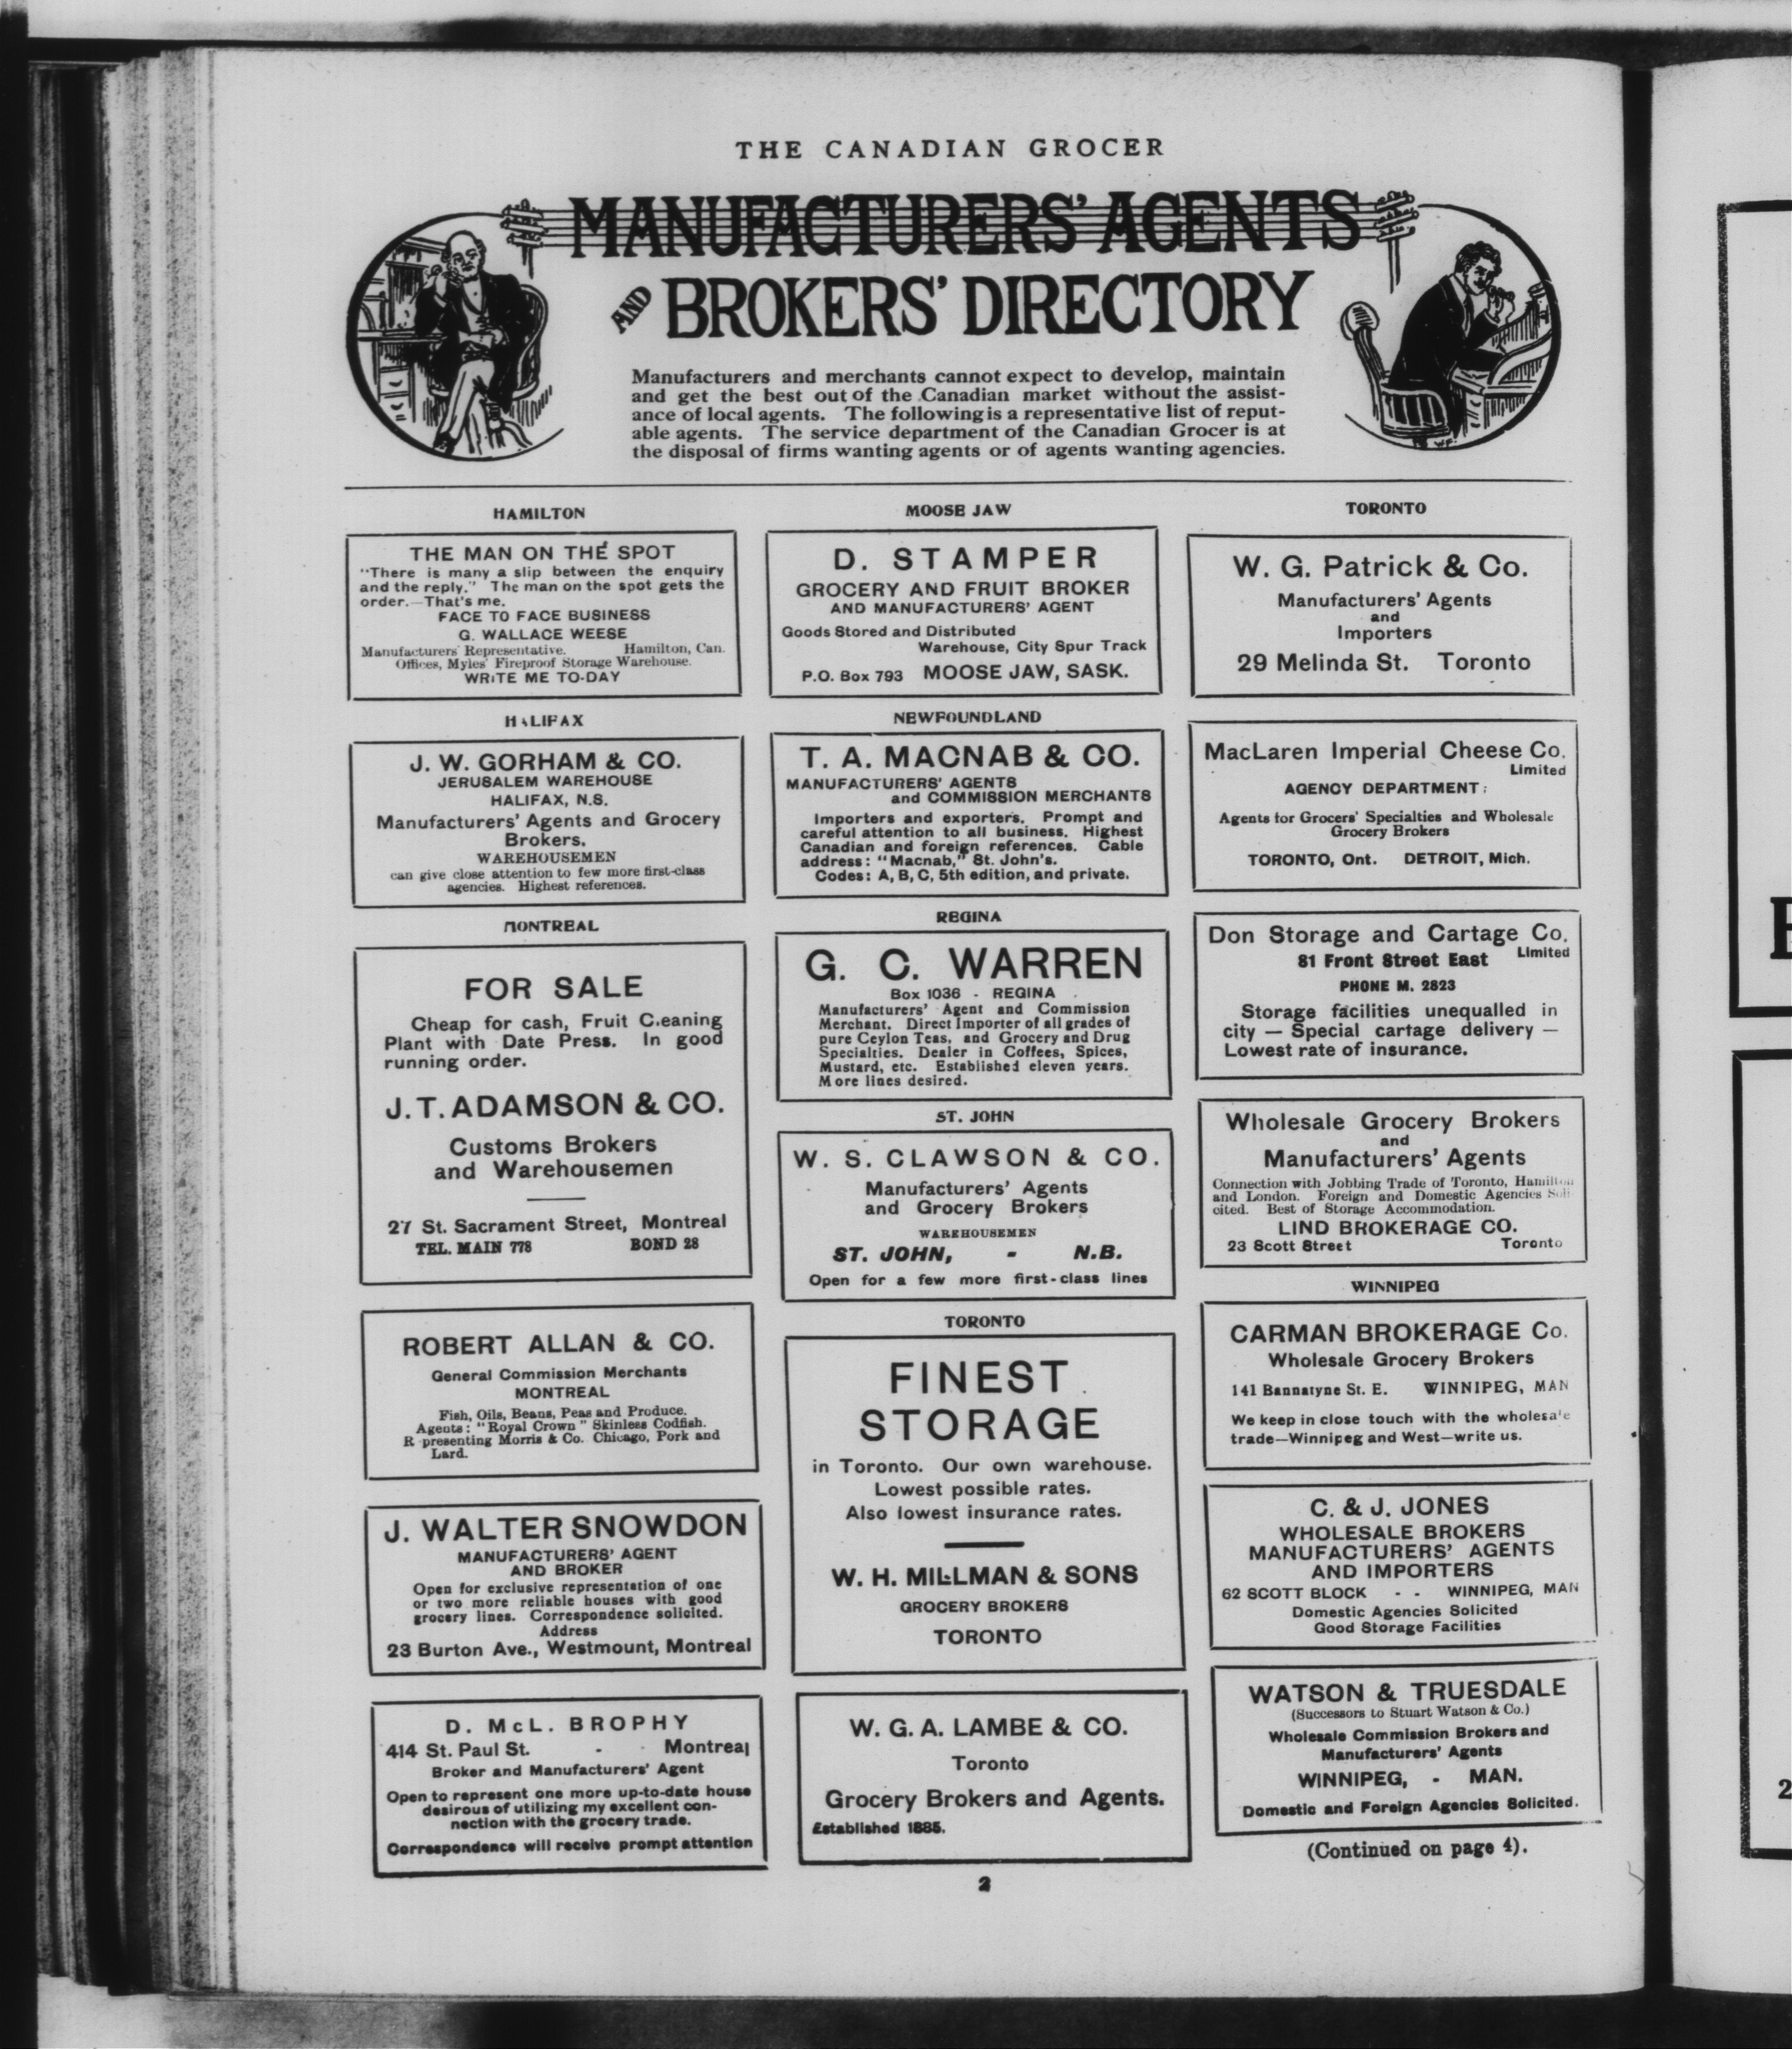 THE CANADIAN GROCER
MANUFACTURERS' AGENTS
AND BROKERS' DIRECTORY
Manufacturers and merchants cannot expect to develop, maintain
and get the best out of the Canadian market without the assist-
ance of local agents. The following is a representative list of reput-
able agents. The service department of the Canadian Grocer is at
the disposal of firms wanting agents or of agents wanting agencies.
HAMILTON
THE MAN ON THE SPOT
"There is many a slip between the enquiry
and the reply." The man on the spot gets the
order.—That's me.
FACE TO FACE BUSINESS
G. WALLACE WEESE
Manufacturers' Representative. Hamilton, Can.
Offices, Myles' Fireproof Storage Warehouse.
WRITE ME TO-DAY
HALIFAX
J. W. GORHAM & CO.
JERUSALEM WAREHOUSE
HALIFAX, N.S.
Manufacturers' Agents and Grocery
Brokers.
WAREHOUSEMEN
can give close attention to few more first-class
agencies. Highest references.
MONTREAL
FOR SALE
Cheap for cash, Fruit C.eaning
Plant with Date Press. In good
running order.
J. T. ADAMSON & CO.
Customs Brokers
and Warehousemen
27 St. Sacrament Street, Montreal
TEL. MAIN 778 BOND 28
ROBERT ALLAN & CO.
General Commission Merchants
MONTREAL
Fish, Oils, Beans, Peas and Produce.
Agents: "Royal Crown" Skinless Codfish.
R presenting Morris & Co. Chicago, Pork and
Lard.
J. WALTER SNOWDON
MANUFACTURERS' AGENT
AND BROKER
Open for exclusive representation of one
or two more reliable houses with good
grocery lines. Correspondence solicited.
Address
23 Burton Ave., Westmount, Montreal
D. McL. BROPHY
414 St. Paul St. - Montreal
Broker and Manufacturers' Agent
Open to represent one more up-to-date house
desirous of utilizing my excellent con-
nection with the grocery trade.
Correspondence will receive prompt attention
MOOSE JAW
D. STAMPER
GROCERY AND FRUIT BROKER
AND MANUFACTURERS' AGENT
Goods Stored and Distributed
Warehouse, City Spur Track
P.O. Box 793 MOOSE JAW, SASK.
NEWFOUNDLAND
T. A. MACNAB & CO.
MANUFACTURERS' AGENTS
and COMMISSION MERCHANTS
Importers and exporters. Prompt and
careful attention to all business. Highest
Canadian and foreign references. Cable
address: "Macnab," St. John's.
Codes: A, B, C, 5th edition, and private.
REGINA
G. C. WARREN
Box 1036 - REGINA
Manufacturers' Agent and Commission
Merchant. Direct Importer of all grades of
pure Ceylon Teas, and Grocery and Drug
Specialties. Dealer in Coffees, Spices,
Mustard, etc. Established eleven years.
More lines desired.
ST. JOHN
W. S. CLAWSON & CO.
Manufacturers' Agents
and Grocery Brokers
WAREHOUSEMEN
ST. JOHN, - N.B.
Open for a few more first-class lines
TORONTO
FINEST
STORAGE
in Toronto. Our own warehouse.
Lowest possible rates.
Also lowest insurance rates.
W. H. MILLMAN & SONS
GROCERY BROKERS
TORONTO
W. G. A. LAMBE & CO.
Toronto
Grocery Brokers and Agents.
Established 1885.
TORONTO
W. G. Patrick & Co.
Manufacturers' Agents
and
Importers
29 Melinda St. Toronto
MacLaren Imperial Cheese Co.
Limited
AGENCY DEPARTMENT:
Agents for Grocers' Specialties and Wholesale
Grocery Brokers
TORONTO, Ont. DETROIT, Mich.
Don Storage and Cartage Co.
81 Front Street East Limited
PHONE M. 2823
Storage facilities unequalled in
city — Special cartage delivery —
Lowest rate of insurance.
Wholesale Grocery Brokers
and
Manufacturers' Agents
Connection with Jobbing Trade of Toronto, Hamilton
and London. Foreign and Domestic Agencies Soli-
cited. Best of Storage Accommodation.
LIND BROKERAGE CO.
23 Scott Street Toronto
WINNIPEG
CARMAN BROKERAGE Co.
Wholesale Grocery Brokers
141 Bannatyne St. E. WINNIPEG, MAN
We keep in close touch with the wholesale
trade—Winnipeg and West—write us.
C. & J. JONES
WHOLESALE BROKERS
MANUFACTURERS' AGENTS
AND IMPORTERS
62 SCOTT BLOCK - - WINNIPEG, MAN
Domestic Agencies Solicited
Good Storage Facilities
WATSON & TRUESDALE
(Successors to Stuart Watson & Co.)
Wholesale Commission Brokers and
Manufacturers' Agents
WINNIPEG, - MAN.
Domestic and Foreign Agencies Solicited.
(Continued on page 4).
2